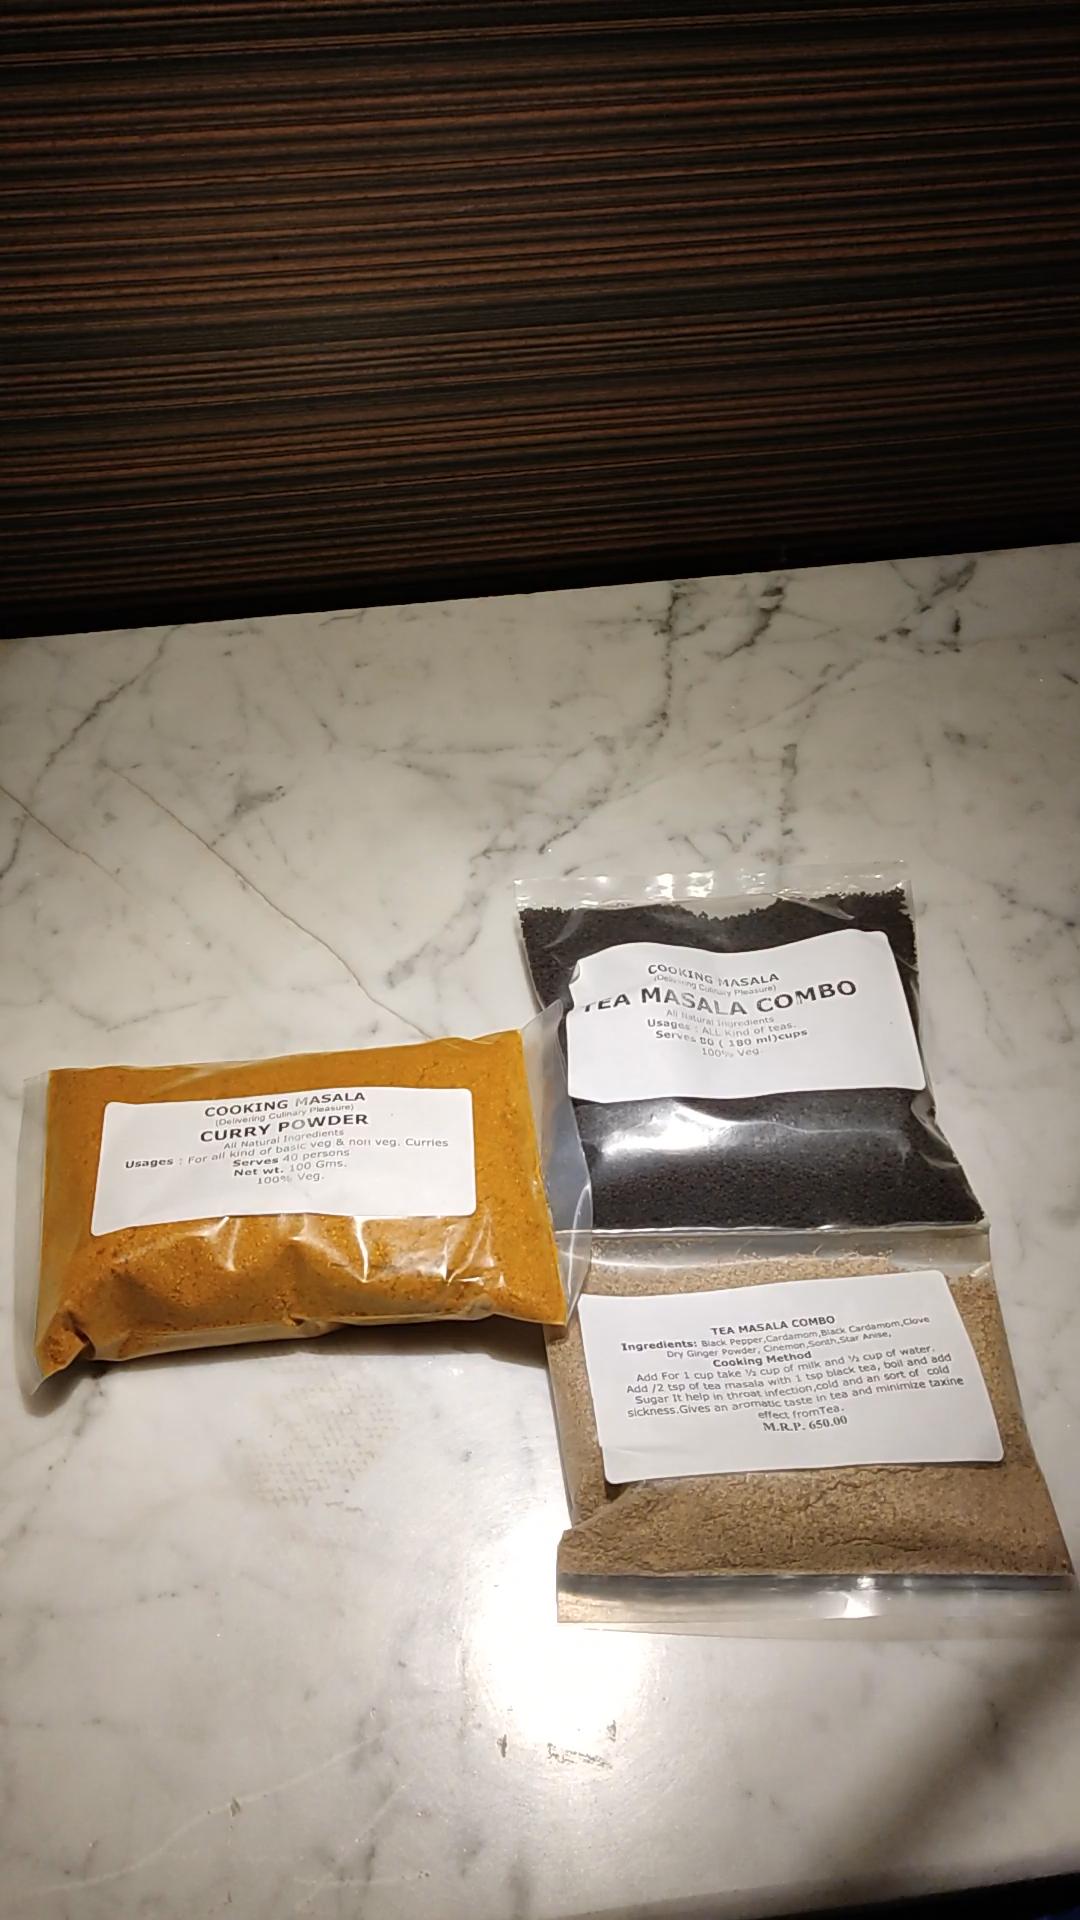 COOKING MASALA
(Delivering Culinary Pleasure)
CURRY POWDER
All Natural Ingredients
Usages : For all kind of basic veg & non veg. Curries
Serves 40 persons
Net wt. 100 Gms.
100% Veg.
COOKING MASALA
(Delivering Culinary Pleasure)
TEA MASALA COMBO
All Natural Ingredients
Usages : ALL Kind of teas.
Serves 80 ( 180 ml)cups
100% Veg.
TEA MASALA COMBO
Ingredients: Black Pepper,Cardamom,Black Cardamom,Clove
Dry Ginger Powder, Cinemon,Sonth,Star Anise,
Cooking Method
Add For 1 cup take ½ cup of milk and ½ cup of water.
Add /2 tsp of tea masala with 1 tsp black tea, boil and add
Sugar It help in throat infection,cold and an sort of cold
sickness.Gives an aromatic taste in tea and minimize taxine
effect fromTea.
M.R.P. 650.00